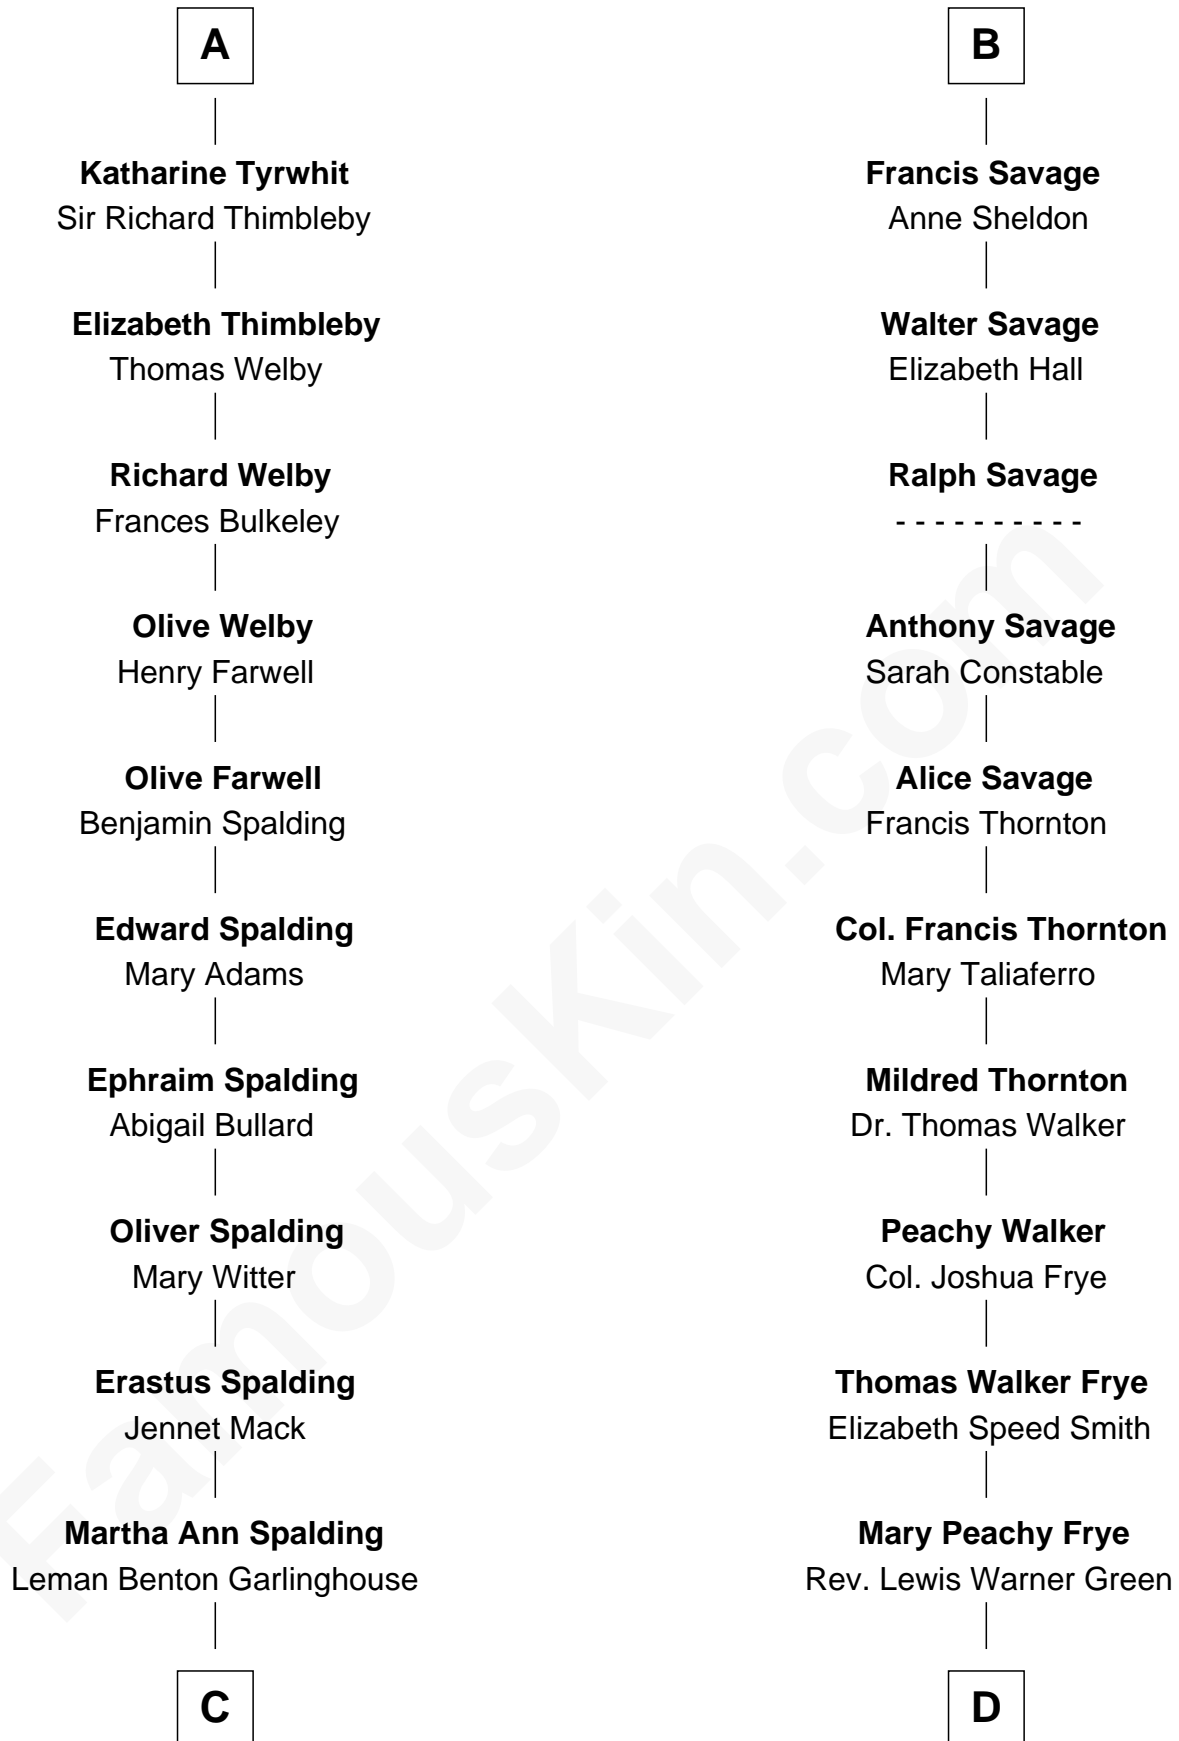 A
Katharine Tyrwhit
Sir Richard Thimbleby
Elizabeth Thimbleby
Thomas Welby
Richard Welby
Frances Bulkeley
Olive Welby
Henry Farwell
Olive Farwell
Benjamin Spalding
Edward Spalding
Mary Adams
Ephraim Spalding
Abigail Bullard
Oliver Spalding
Mary Witter
Erastus Spalding
Jennet Mack
Martha Ann Spalding
Leman Benton Garlinghouse
C
B
Francis Savage
Anne Sheldon
Walter Savage
Elizabeth Hall
Ralph Savage
- - - - - - - - - -
Anthony Savage
Sarah Constable
Alice Savage
Francis Thornton
Col. Francis Thornton
Mary Taliaferro
Mildred Thornton
Dr. Thomas Walker
Peachy Walker
Col. Joshua Frye
Thomas Walker Frye
Elizabeth Speed Smith
Mary Peachy Frye
Rev. Lewis Warner Green
D
FamousKin.com